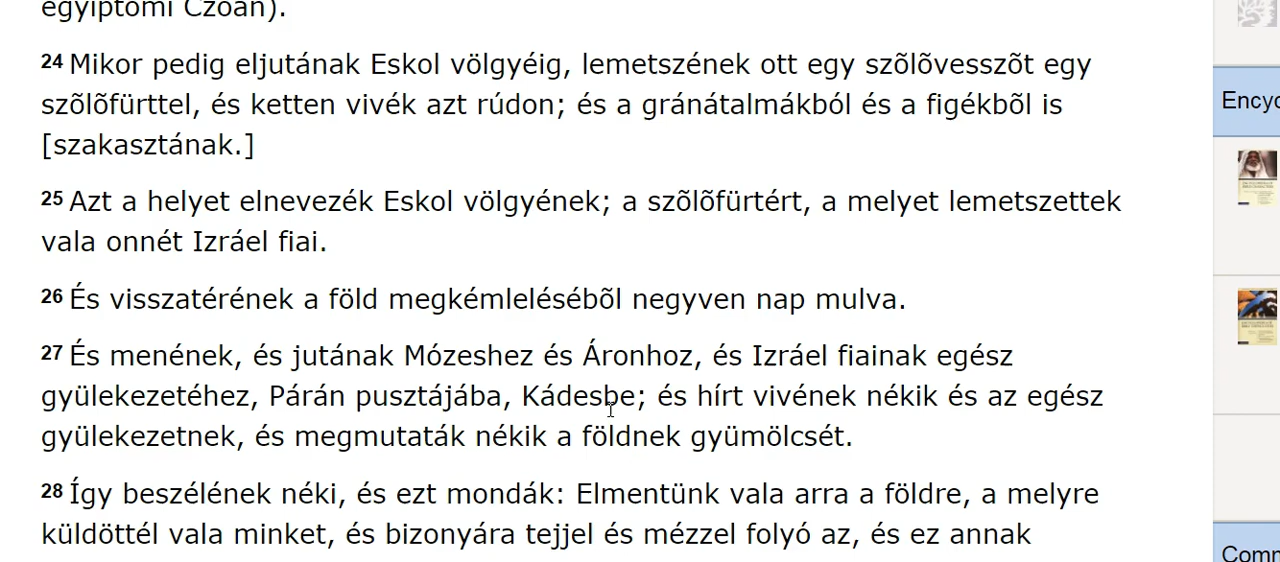 egyiptomi Czoán).
24 Mikor pedig eljutának Eskol völgyéig, lemetszének ott egy szõlõvesszõt egy
szõlõfürttel, és ketten vivék azt rúdon; és a gránátalmákból és a figékbõl is
[szakasztának.]
25 Azt a helyet elnevezék Eskol völgyének; a szõlõfürtért, a melyet lemetszettek
vala onnét Izráel fiai.
26 És visszatérének a föld megkémlelésébõl negyven nap mulva.
27 És menének, és jutának Mózeshez és Áronhoz, és Izráel fiainak egész
gyülekezetéhez, Párán pusztájába, Kádesbe; és hírt vivének nékik és az egész
gyülekezetnek, és megmutaták nékik a földnek gyümölcsét.
28 Így beszélének néki, és ezt mondák: Elmentünk vala arra a földre, a melyre
küldöttél vala minket, és bizonyára tejjel és mézzel folyó az, és ez annak
Encyc
Comm